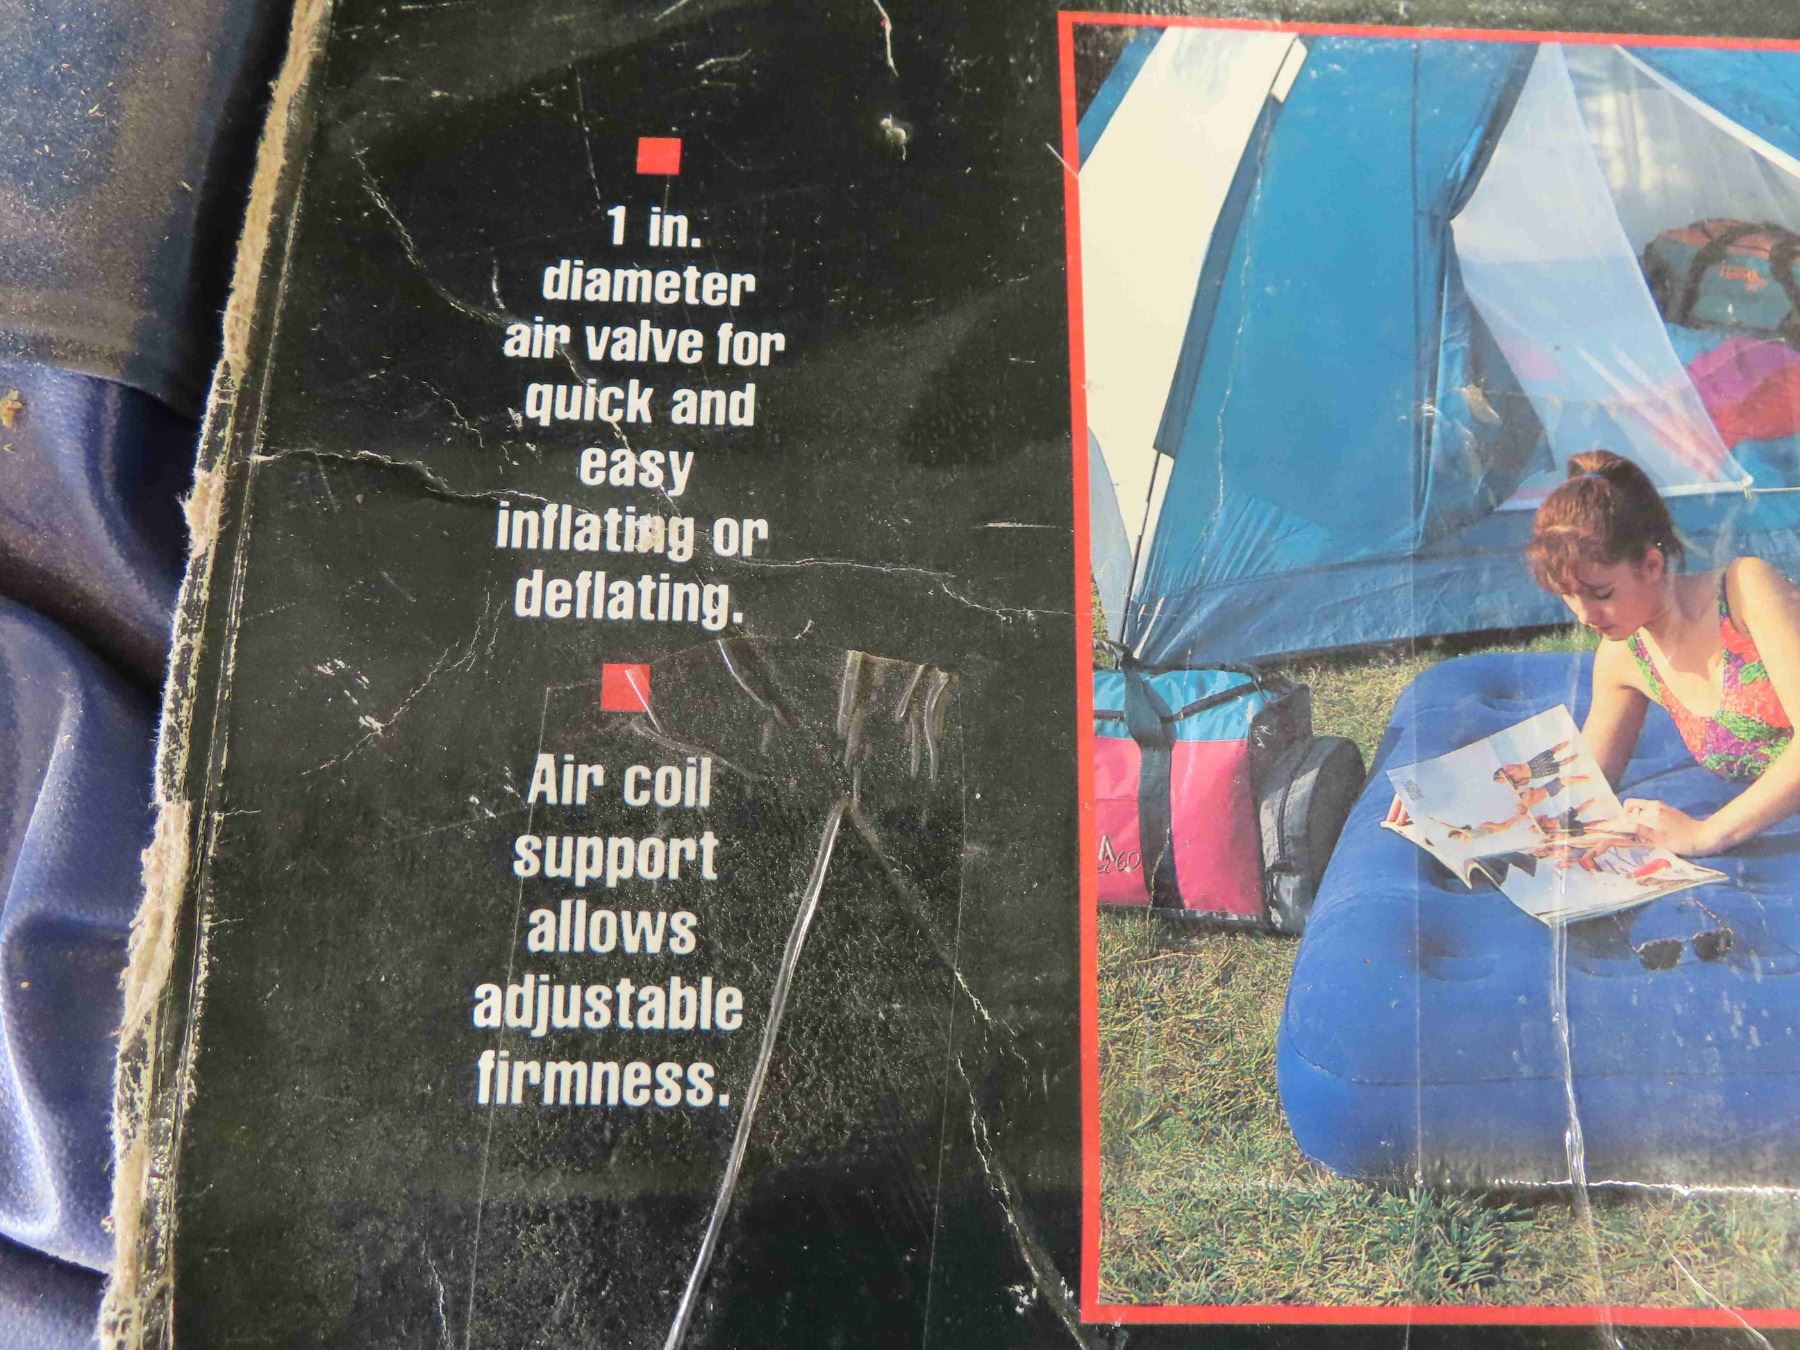 1 in.
diameter
air valve for
quick and
easy
inflating or
deflating.
Air coil
support
allows
adjustable
firmness.